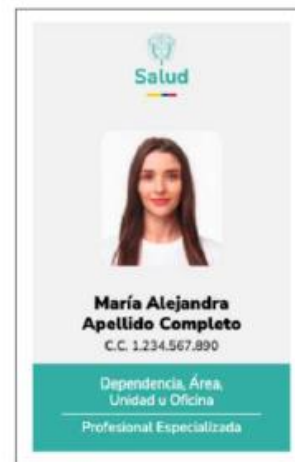 Salud
María Alejandra
Apellido Completo
C.C. 1.234.567.890
Dependencia, Área,
Unidad u Oficina
Profesional Especializada